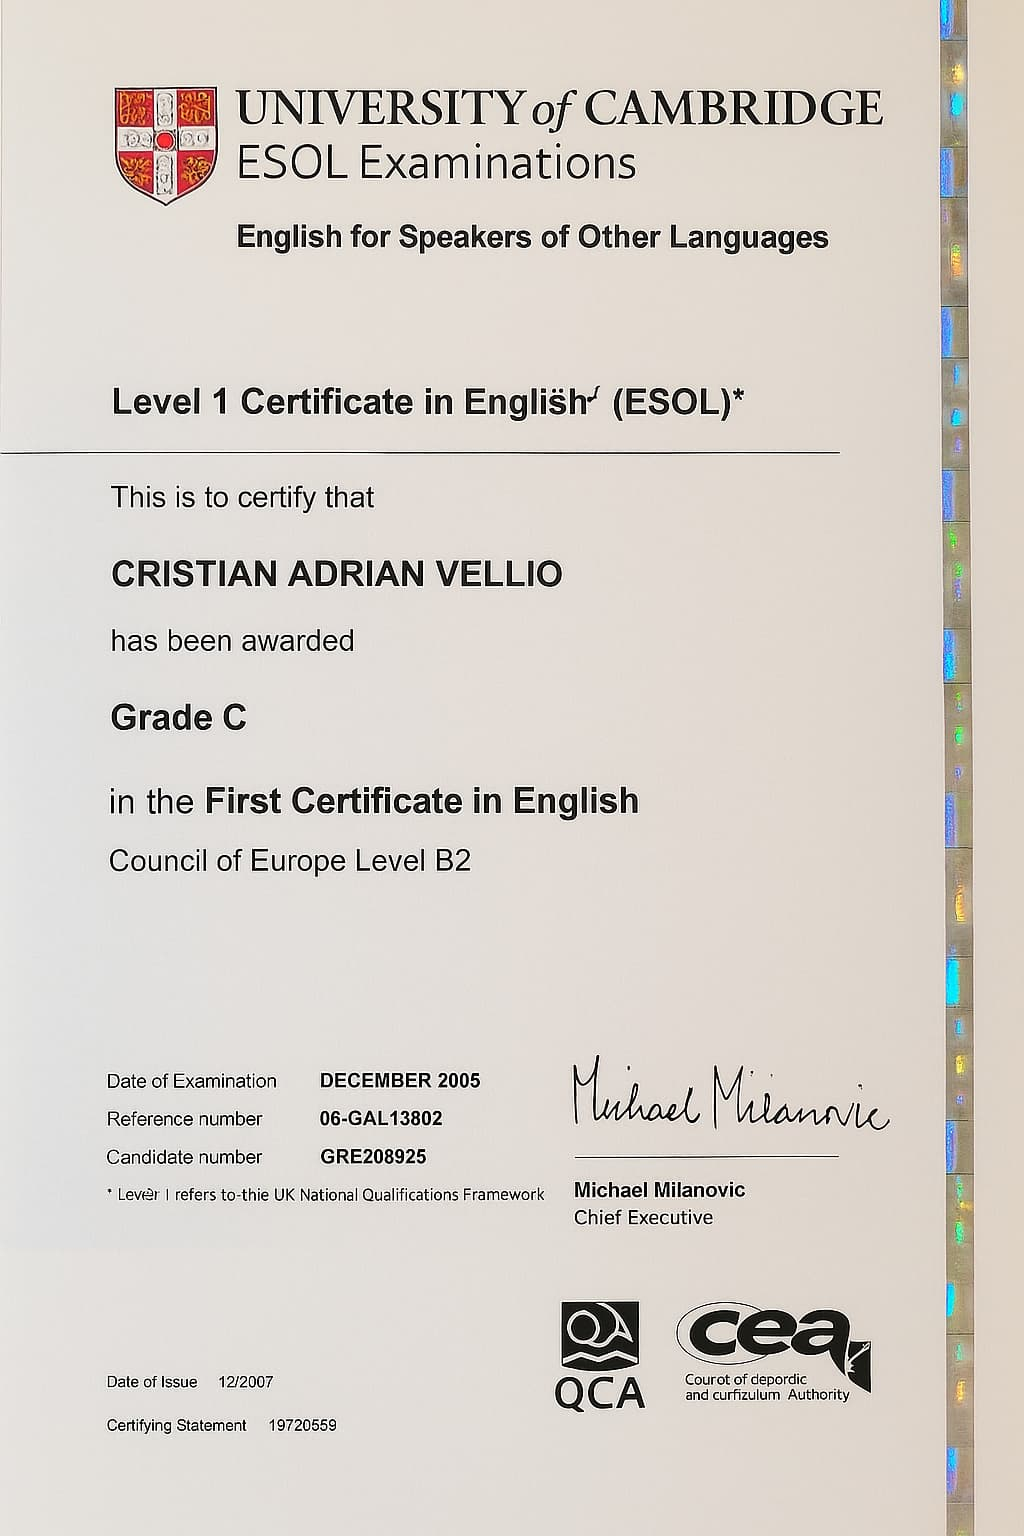 UNIVERSITY of CAMBRIDGE
ESOL Examinations
English for Speakers of Other Languages
Level 1 Certificate in English (ESOL)*
This is to certify that
CRISTIAN ADRIAN VELLIO
has been awarded
Grade C
in the First Certificate in English
Council of Europe Level B2
Date of Examination DECEMBER 2005
Reference number 06-GAL13802
Candidate number GRE208925
* Levèr I refers to-thie UK National Qualifications Framework
Michael Milanovic
Michael Milanovic
Chief Executive
QCA
cea
Courot of depordic
and curfizulum Authority
Date of Issue 12/2007
Certifying Statement 19720559